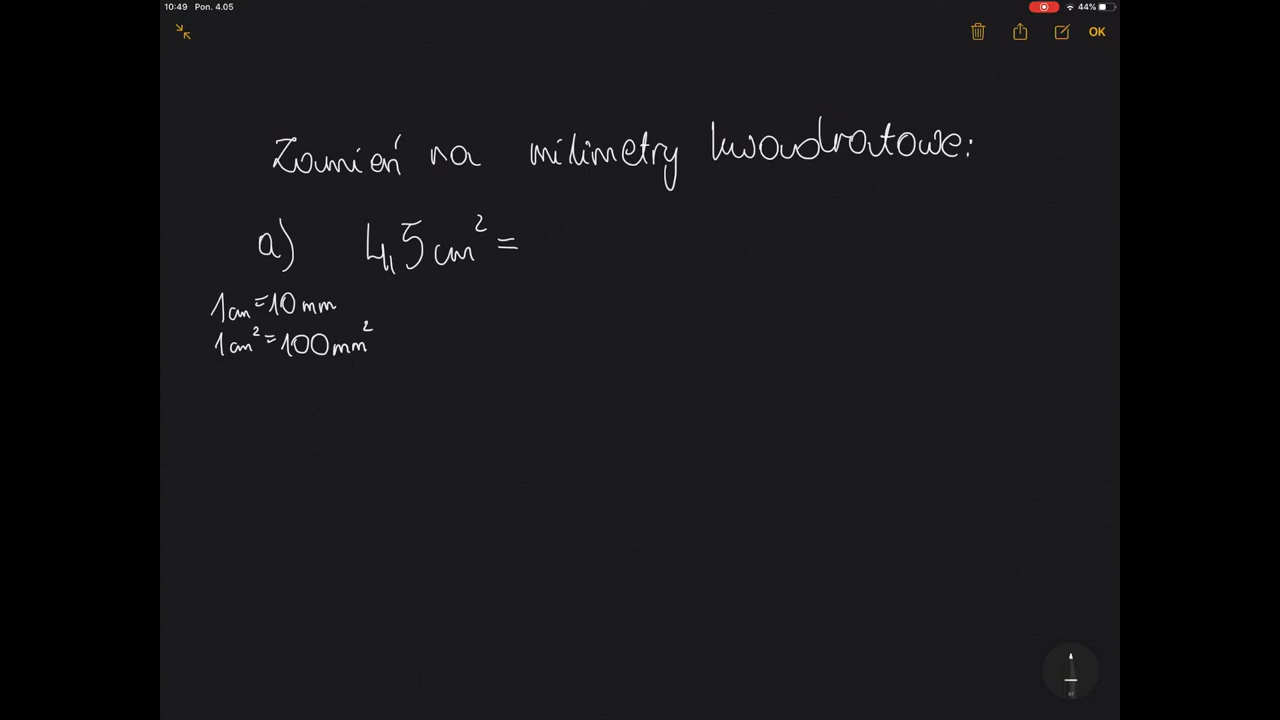 10:49 Pon. 4.05 44%
OK
Zamień na milimetry kwadratowe:
a) 4,5 cm² =
1 cm = 10 mm
1 cm² = 100 mm²